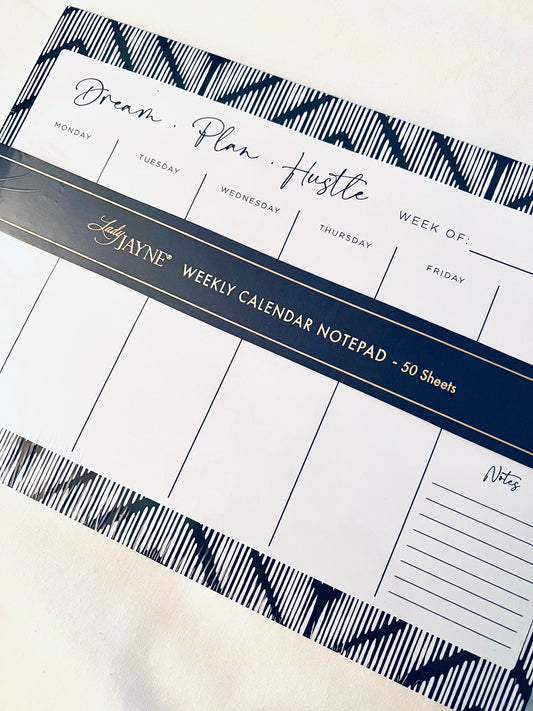 Dream · Plan · Hustle
WEEK OF:
MONDAY
TUESDAY
WEDNESDAY
THURSDAY
FRIDAY
Lady
JAYNE®
WEEKLY CALENDAR NOTEPAD - 50 Sheets
Notes